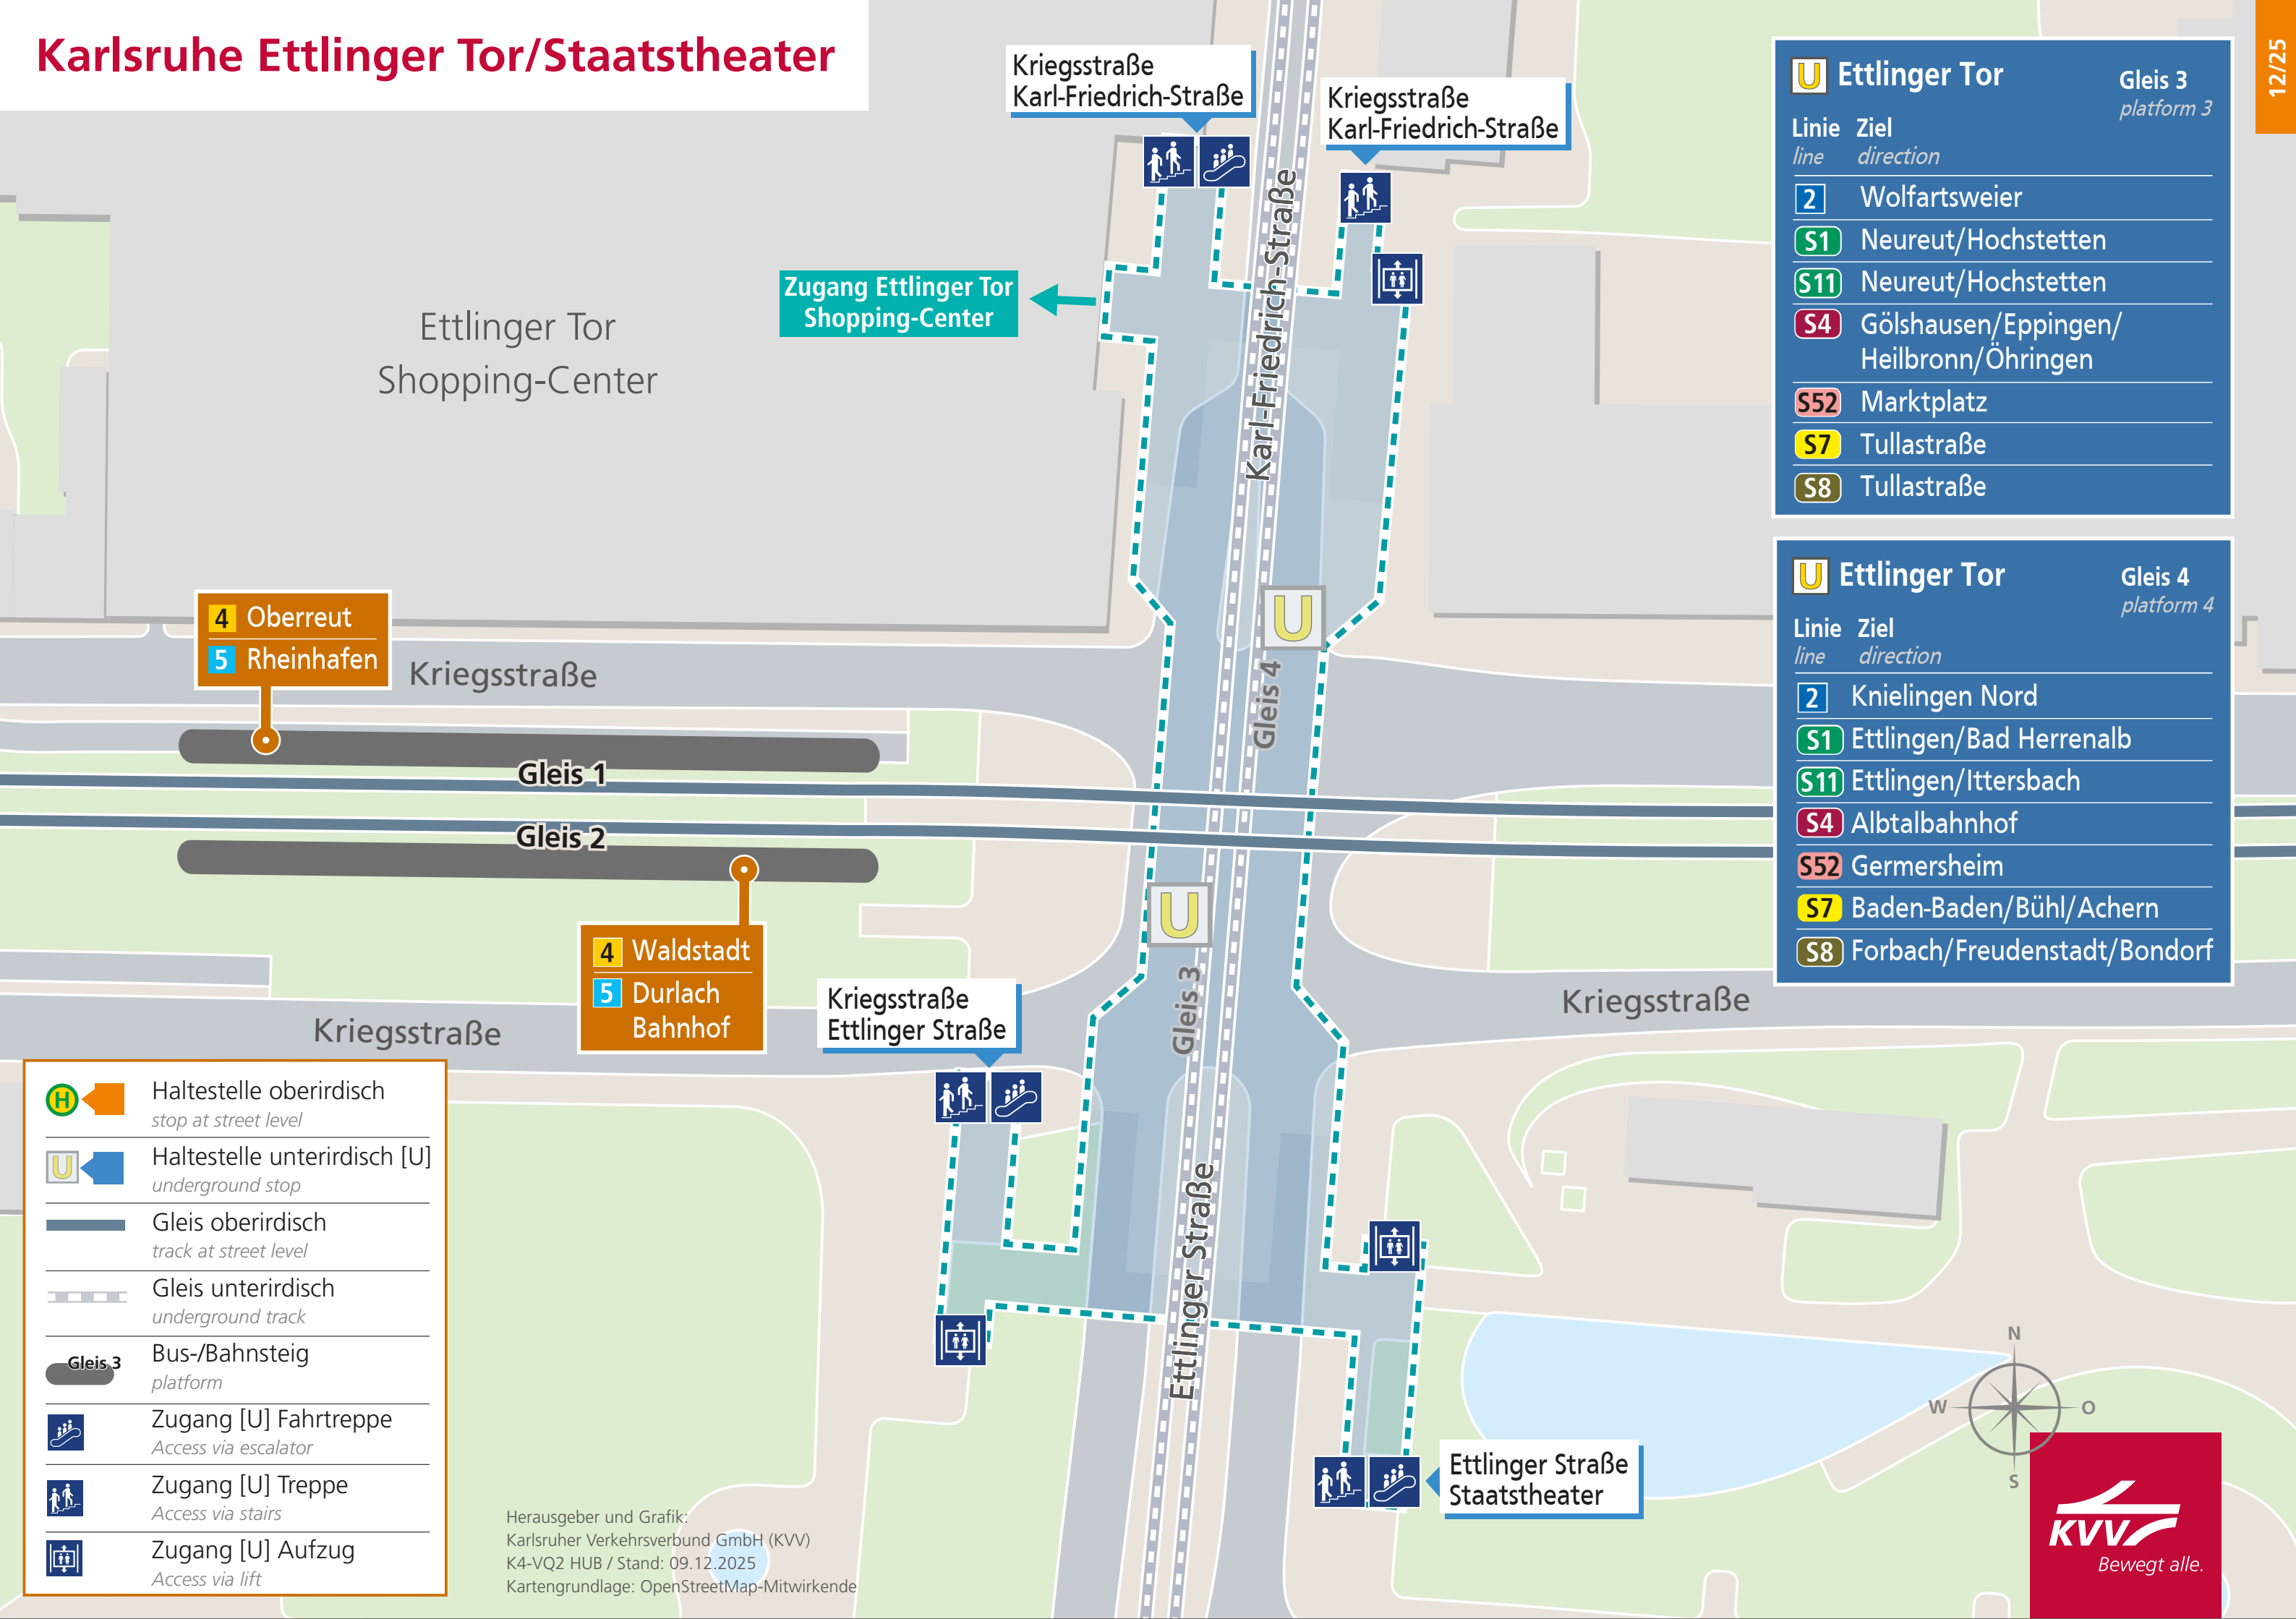 Karlsruhe Ettlinger Tor/Staatstheater
12/25
Kriegsstraße
Karl-Friedrich-Straße
Kriegsstraße
Karl-Friedrich-Straße
Zugang Ettlinger Tor
Shopping-Center
Ettlinger Tor
Shopping-Center
Karl-Friedrich-Straße
U Ettlinger Tor
Gleis 3
platform 3
Linie Ziel
line direction
2 Wolfartsweier
S1 Neureut/Hochstetten
S11 Neureut/Hochstetten
S4 Gölshausen/Eppingen/
Heilbronn/Öhringen
S52 Marktplatz
S7 Tullastraße
S8 Tullastraße
U Ettlinger Tor
Gleis 4
platform 4
Linie Ziel
line direction
2 Knielingen Nord
S1 Ettlingen/Bad Herrenalb
S11 Ettlingen/Ittersbach
S4 Albtalbahnhof
S52 Germersheim
S7 Baden-Baden/Bühl/Achern
S8 Forbach/Freudenstadt/Bondorf
4 Oberreut
5 Rheinhafen
Kriegsstraße
U
Gleis 4
Gleis 1
Gleis 2
U
Gleis 3
4 Waldstadt
5 Durlach
Bahnhof
Kriegsstraße
Ettlinger Straße
Kriegsstraße
Kriegsstraße
Ettlinger Straße
Ettlinger Straße
Staatstheater
H
Haltestelle oberirdisch
stop at street level
U
Haltestelle unterirdisch [U]
underground stop
Gleis oberirdisch
track at street level
Gleis unterirdisch
underground track
Gleis 3
Bus-/Bahnsteig
platform
Zugang [U] Fahrtreppe
Access via escalator
Zugang [U] Treppe
Access via stairs
Zugang [U] Aufzug
Access via lift
Herausgeber und Grafik:
Karlsruher Verkehrsverbund GmbH (KVV)
K4-VQ2 HUB / Stand: 09.12.2025
Kartengrundlage: OpenStreetMap-Mitwirkende
N
W
O
S
KVV
Bewegt alle.